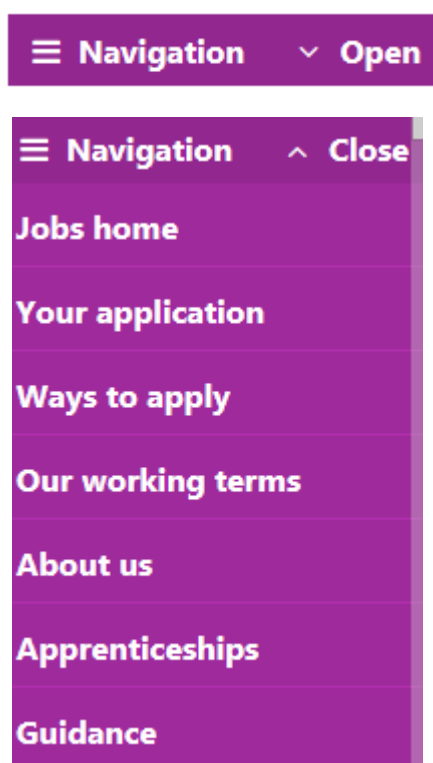 Navigation Open
Navigation Close
Jobs home
Your application
Ways to apply
Our working terms
About us
Apprenticeships
Guidance